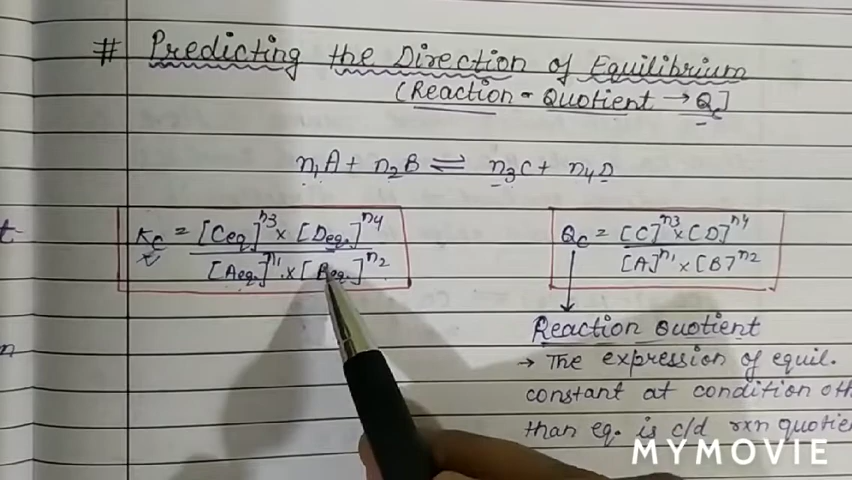 # Predicting the Direction of Equilibrium
(Reaction - Quotient → Qc]
n1A + n2B ⇌ n3C + n4D
t
Kc = [Ceq]^n3 × [Deq.]^n4 / [Aeq.]^n1 . × [Beq.]^n2
Qc = [C]^n3 × [D]^n4 / [A]^n1 × [B]^n2
Reaction Quotient
n
→ The expression of equil.
constant at condition oth
than eq. is c/d rxn quotie
MYMOVIE